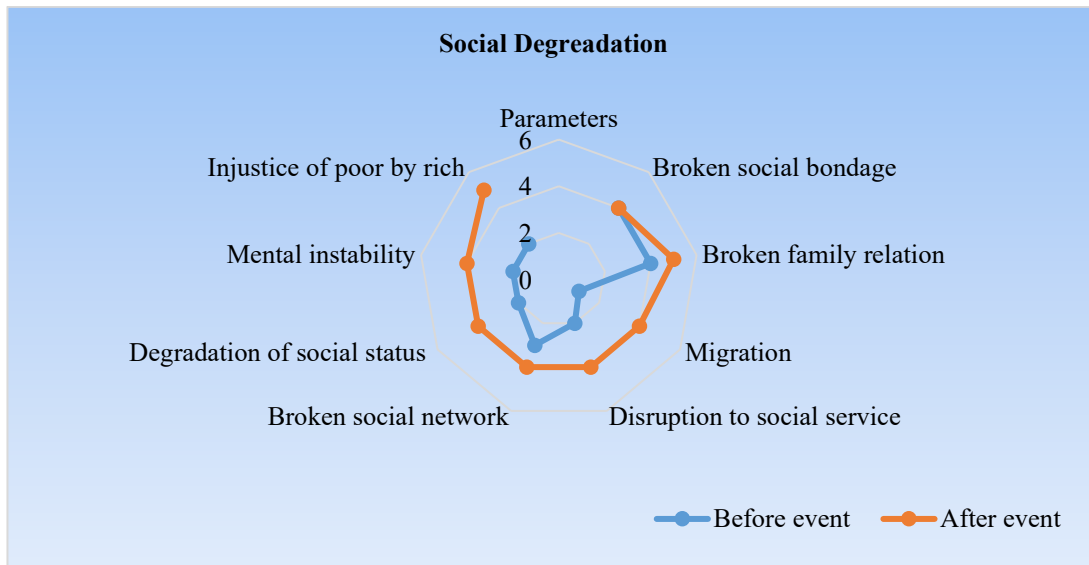 Social Degreadation
Parameters
6
Injustice of poor by rich
Broken social bondage
4
2
Mental instability
Broken family relation
0
Degradation of social status
Migration
Broken social network
Disruption to social service
Before event
After event